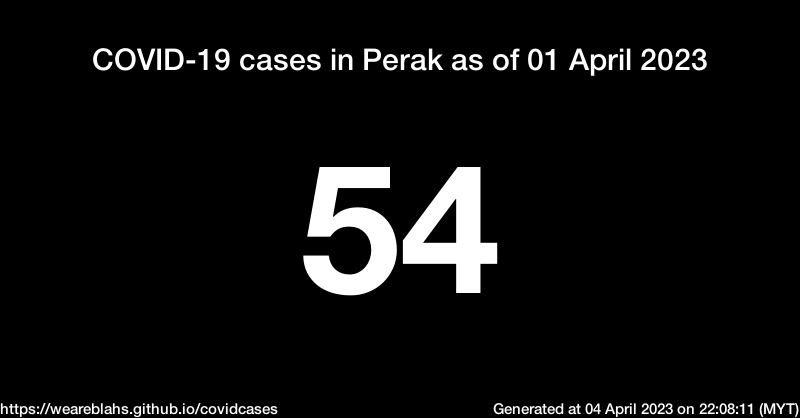 COVID-19 cases in Perak as of 01 April 2023
54
https://weareblahs.github.io/covidcases
Generated at 04 April 2023 on 22:08:11 (MYT)